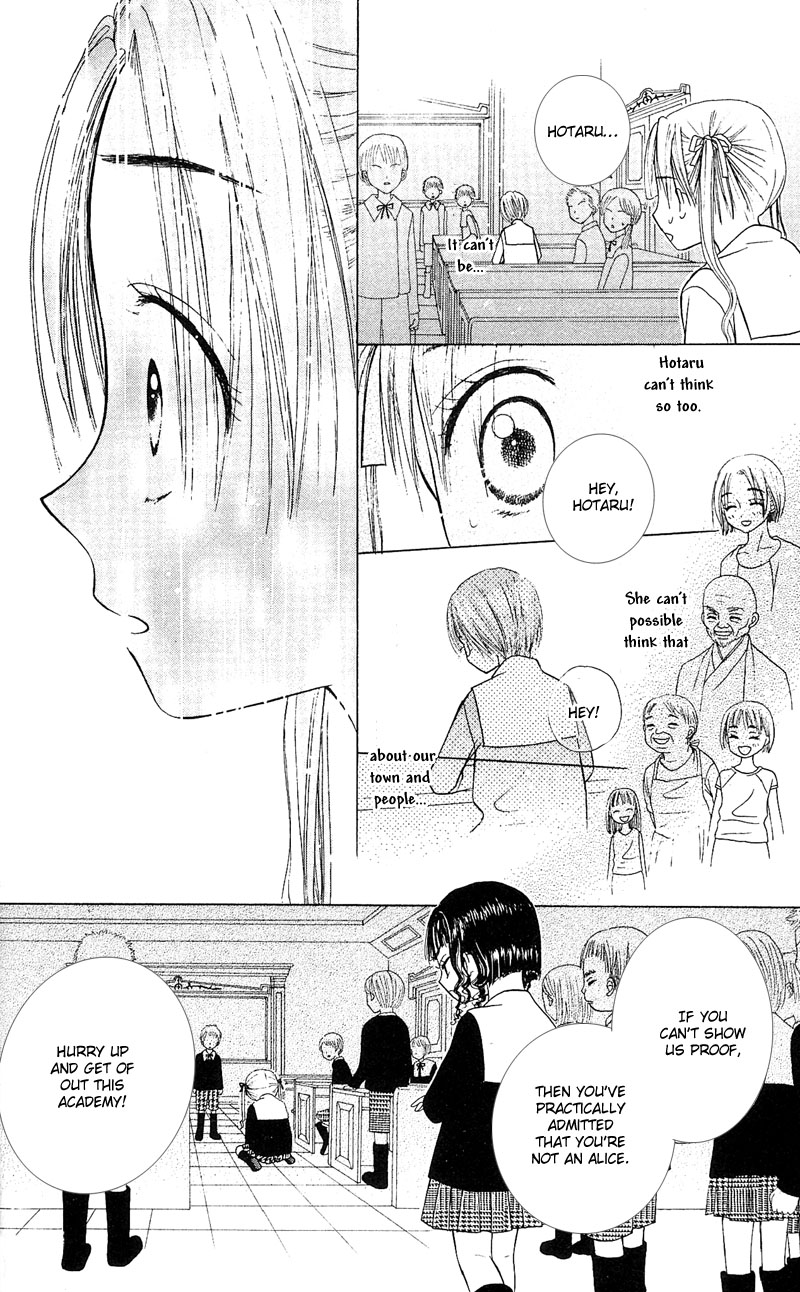 HOTARU...
It can't
be...
Hotaru
can't think
so too.
HEY,
HOTARU!
She can't
possible
think that
HEY!
about our
town and
people...
IF YOU
CAN'T SHOW
US PROOF,
THEN YOU'VE
PRACTICALLY
ADMITTED
THAT YOU'RE
NOT AN ALICE.
HURRY UP
AND GET OF
OUT THIS
ACADEMY!